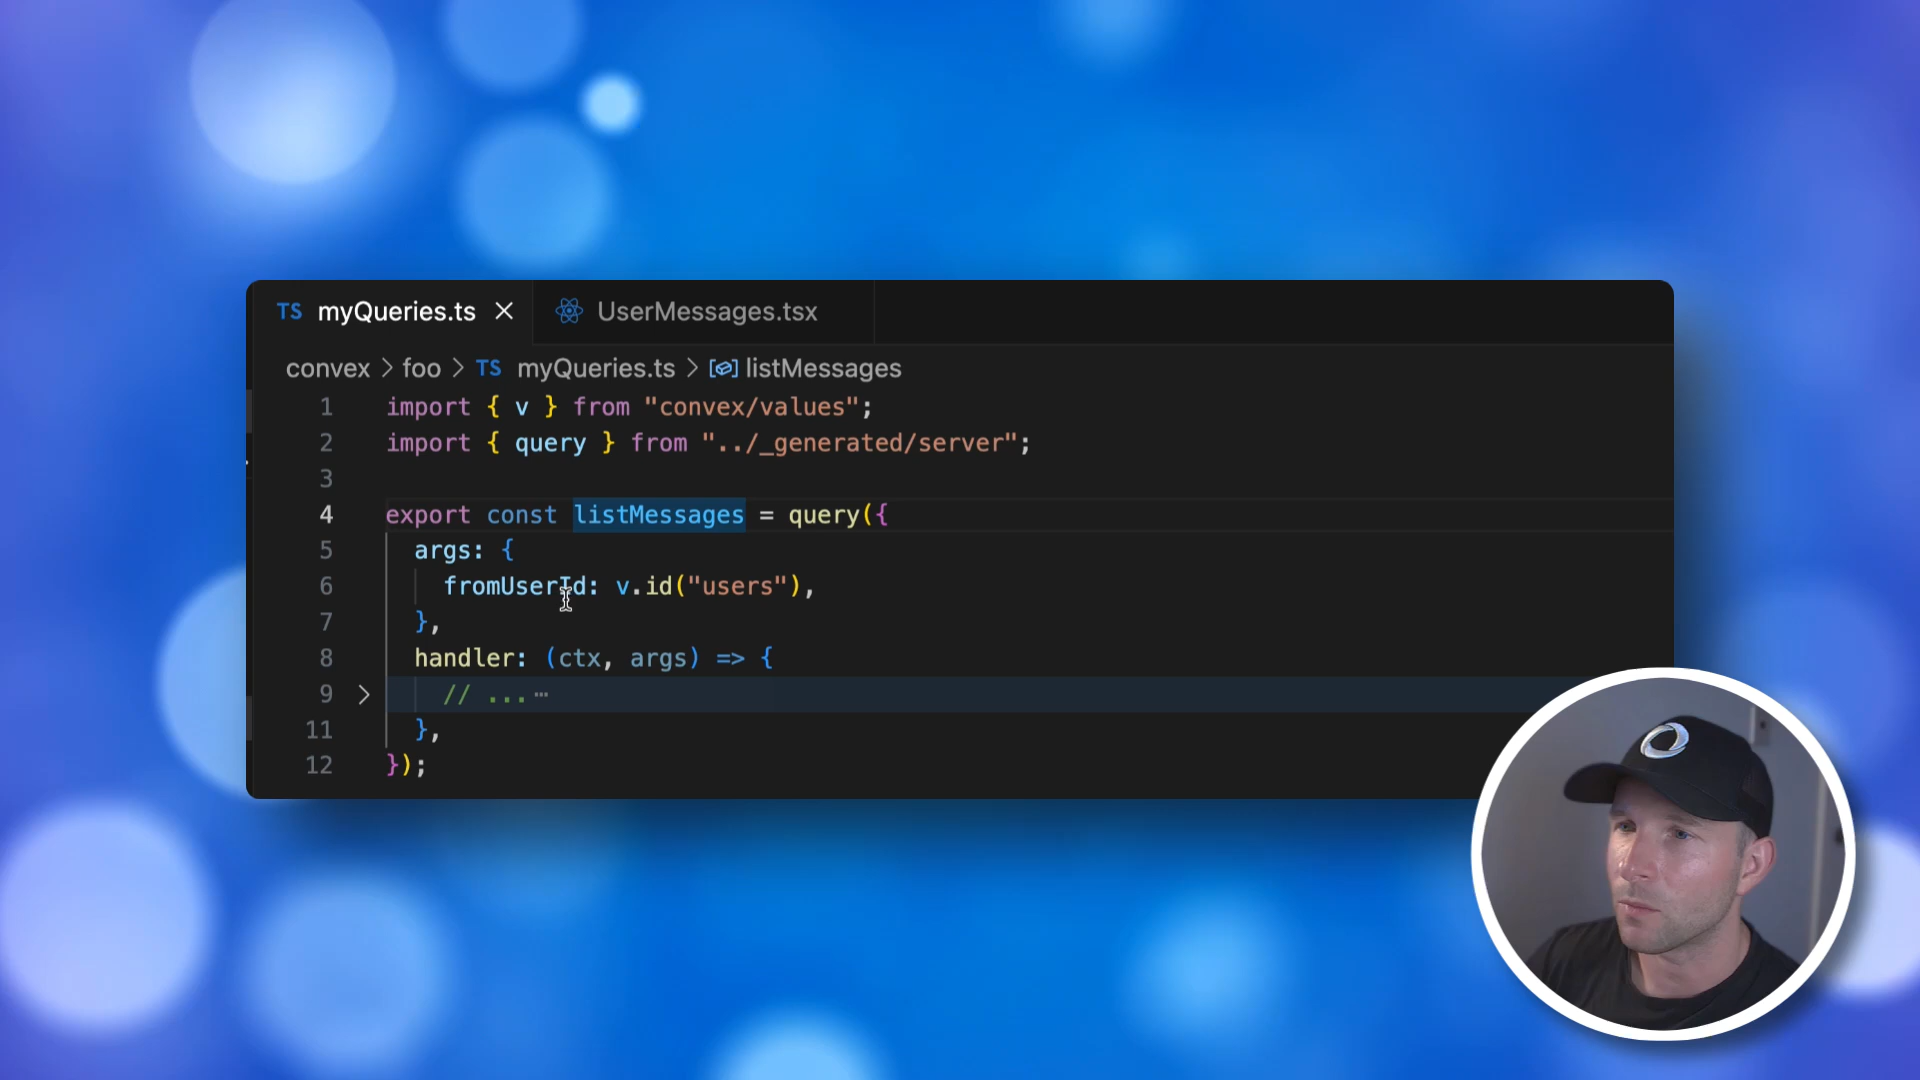 TS myQueries.ts UserMessages.tsx
convex > foo > TS myQueries.ts > listMessages
1 import { v } from "convex/values";
2 import { query } from "../_generated/server";
3
4 export const listMessages = query({
5 args: {
6 fromUserId: v.id("users"),
7 },
8 handler: (ctx, args) => {
9 // ...⋯
11 },
12 });